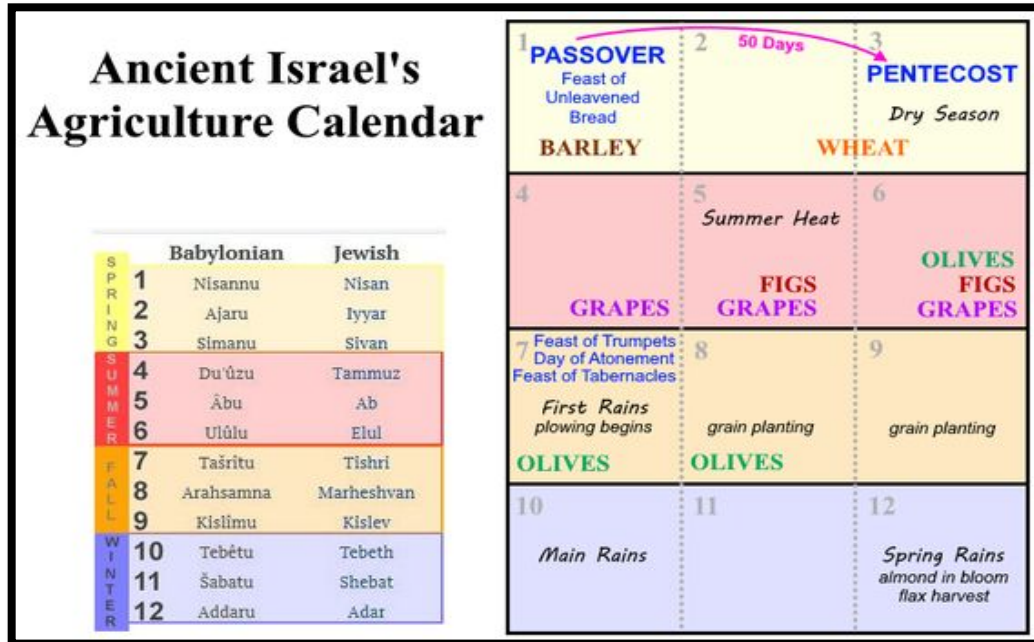 Ancient Israel's
Agriculture Calendar
Babylonian Jewish
SPRING
1 Nisannu Nisan
2 Ajaru Iyyar
3 Simanu Sivan
SUMMER
4 Du'ûzu Tammuz
5 Âbu Ab
6 Ulûlu Elul
FALL
7 Tašrîtu Tishri
8 Arahsamna Marheshvan
9 Kislîmu Kislev
WINTER
10 Tebêtu Tebeth
11 Šabatu Shebat
12 Addaru Adar
1
PASSOVER
Feast of
Unleavened
Bread
BARLEY
2
50 Days
3
PENTECOST
Dry Season
WHEAT
4
GRAPES
5
Summer Heat
FIGS
GRAPES
6
OLIVES
FIGS
GRAPES
7
Feast of Trumpets
Day of Atonement
Feast of Tabernacles
First Rains
plowing begins
OLIVES
8
grain planting
OLIVES
9
grain planting
10
Main Rains
11
12
Spring Rains
almond in bloom
flax harvest